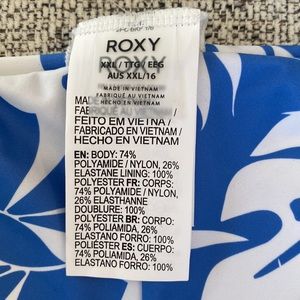 ROXY
XXL / TTG / EEG
AUS XXL/16
MADE IN VIETNAM
FABRIQUÉ AU VIETNAM
HECHO EN VIETNAM
FEITO EM VIETNA /
FABRICADO EN VIETNAM /
HECHO EN VIETNAM
EN: BODY: 74%
POLYAMIDE / NYLON, 26%
ELASTANE LINING: 100%
POLYESTER FR: CORPS:
74% POLYAMIDE / NYLON,
26% ELASTHANNE
DOUBLURE: 100%
POLYESTER BR: CORPO:
74% POLIAMIDA, 26%
ELASTANO FORRO: 100%
POLIÉSTER ES: CUERPO:
74% POLIAMIDA, 26%
ELASTANO FORRO: 100%